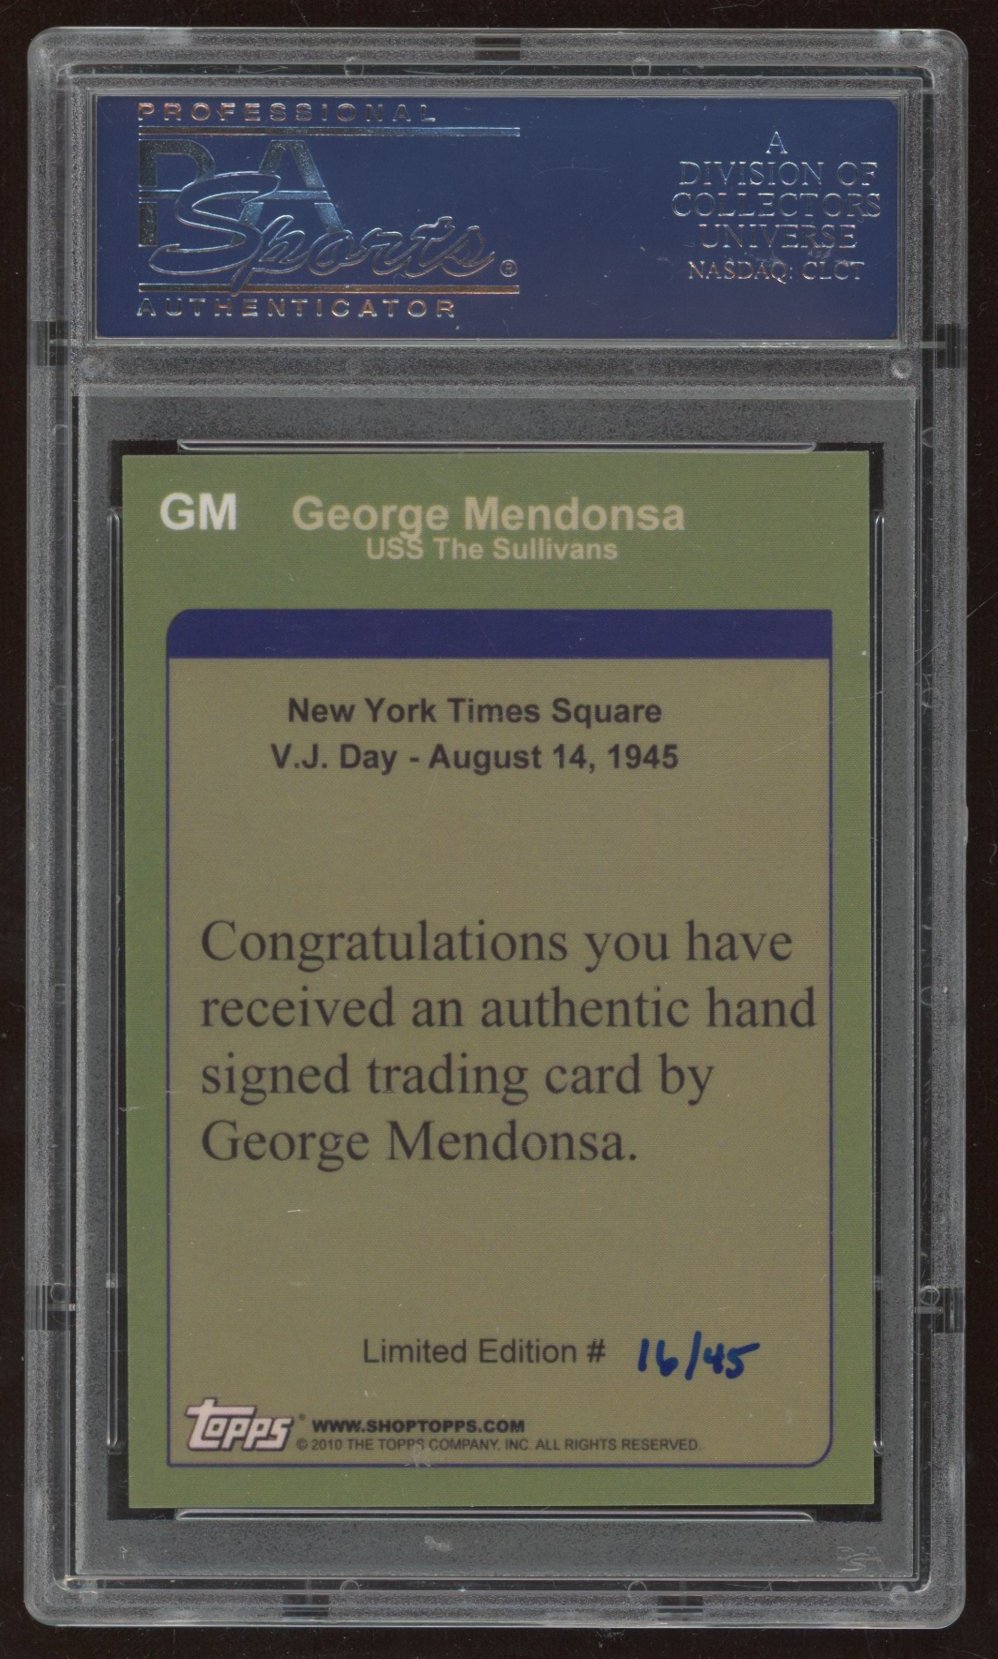 PROFESSIONAL
PSA
Sports®
AUTHENTICATOR
A
DIVISION OF
COLLECTORS
UNIVERSE
NASDAQ: CLCT
GM George Mendonsa
USS The Sullivans
New York Times Square
V.J. Day - August 14, 1945
Congratulations you have
received an authentic hand
signed trading card by
George Mendonsa.
Limited Edition # 16/45
Topps® WWW.SHOPTOPPS.COM
© 2010 THE TOPPS COMPANY, INC. ALL RIGHTS RESERVED.
PSA